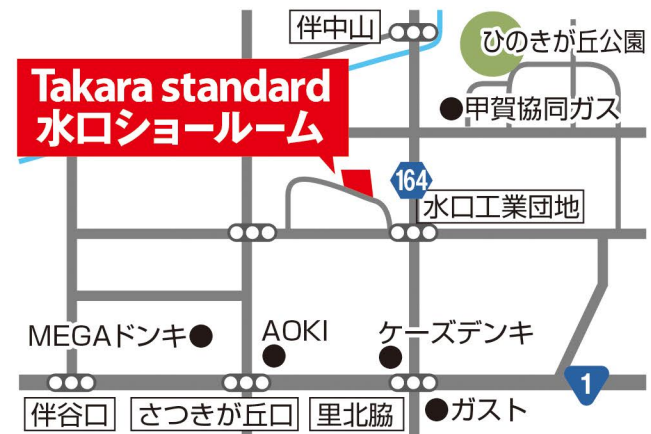 伴中山
ひのきが丘公園
Takara standard
水口ショールーム
甲賀協同ガス
164
水口工業団地
MEGAドンキ
AOKI
ケーズデンキ
1
伴谷口
さつきが丘口
里北脇
ガスト